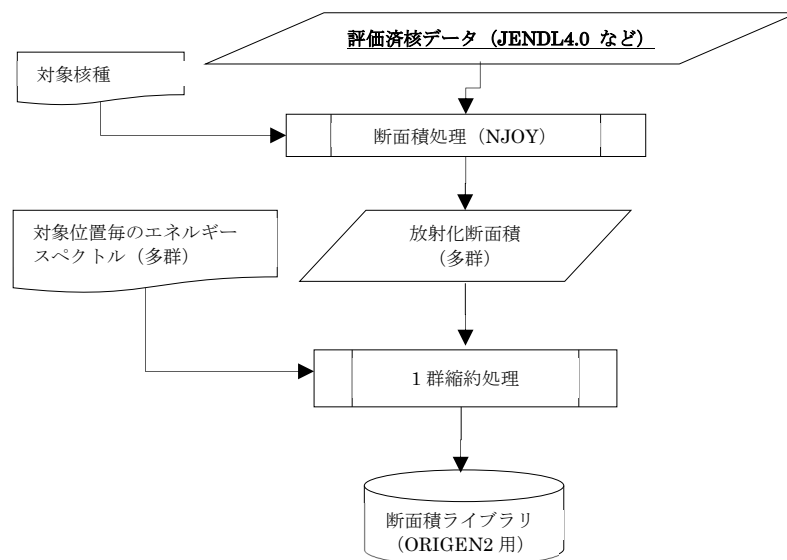 評価済核データ（JENDL4.0 など）
対象核種
断面積処理（NJOY）
対象位置毎のエネルギー
スペクトル（多群）
放射化断面積
（多群）
1 群縮約処理
断面積ライブラリ
（ORIGEN2 用）